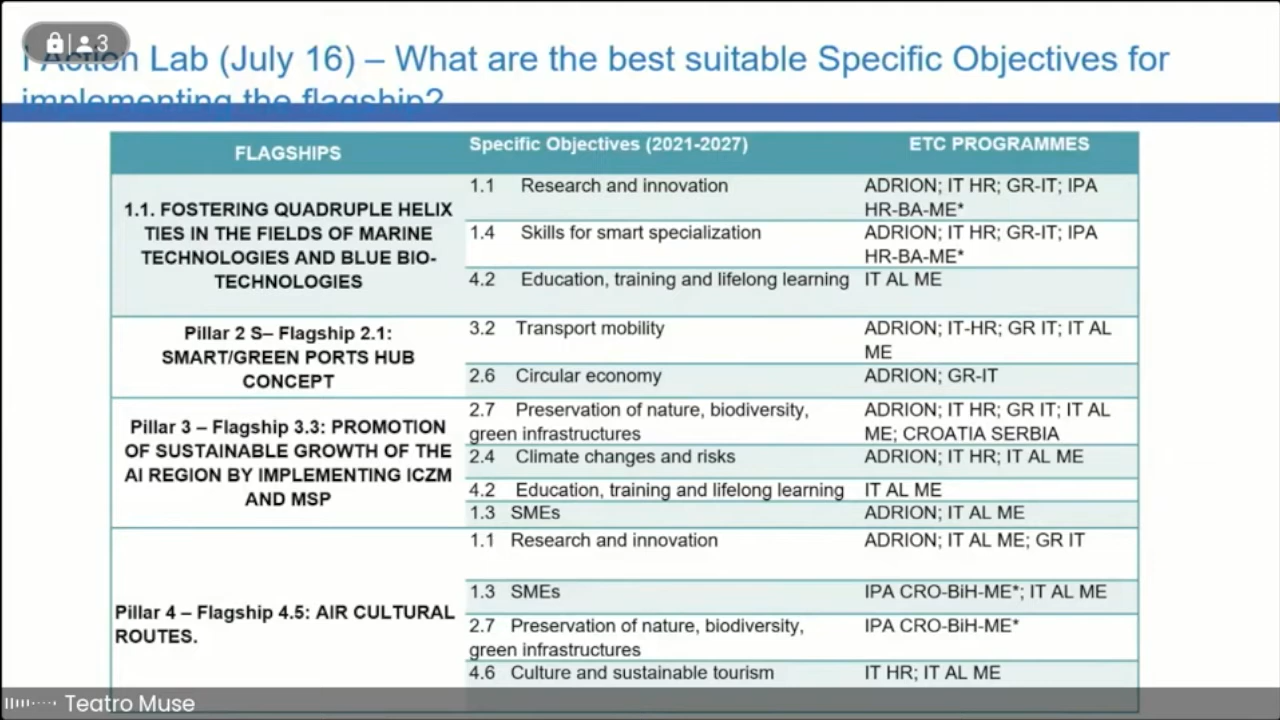 3
I Action Lab (July 16) – What are the best suitable Specific Objectives for
implementing the flagship?
FLAGSHIPS
Specific Objectives (2021-2027)
ETC PROGRAMMES
1.1. FOSTERING QUADRUPLE HELIX
TIES IN THE FIELDS OF MARINE
TECHNOLOGIES AND BLUE BIO-
TECHNOLOGIES
1.1 Research and innovation
ADRION; IT HR; GR-IT; IPA
HR-BA-ME*
1.4 Skills for smart specialization
ADRION; IT HR; GR-IT; IPA
HR-BA-ME*
4.2 Education, training and lifelong learning
IT AL ME
Pillar 2 S– Flagship 2.1:
SMART/GREEN PORTS HUB
CONCEPT
3.2 Transport mobility
ADRION; IT-HR; GR IT; IT AL
ME
2.6 Circular economy
ADRION; GR-IT
Pillar 3 – Flagship 3.3: PROMOTION
OF SUSTAINABLE GROWTH OF THE
AI REGION BY IMPLEMENTING ICZM
AND MSP
2.7 Preservation of nature, biodiversity,
green infrastructures
ADRION; IT HR; GR IT; IT AL
ME; CROATIA SERBIA
2.4 Climate changes and risks
ADRION; IT HR; IT AL ME
4.2 Education, training and lifelong learning
IT AL ME
1.3 SMEs
ADRION; IT AL ME
Pillar 4 – Flagship 4.5: AIR CULTURAL
ROUTES.
1.1 Research and innovation
ADRION; IT AL ME; GR IT
1.3 SMEs
IPA CRO-BiH-ME*; IT AL ME
2.7 Preservation of nature, biodiversity,
green infrastructures
IPA CRO-BiH-ME*
4.6 Culture and sustainable tourism
IT HR; IT AL ME
Teatro Muse